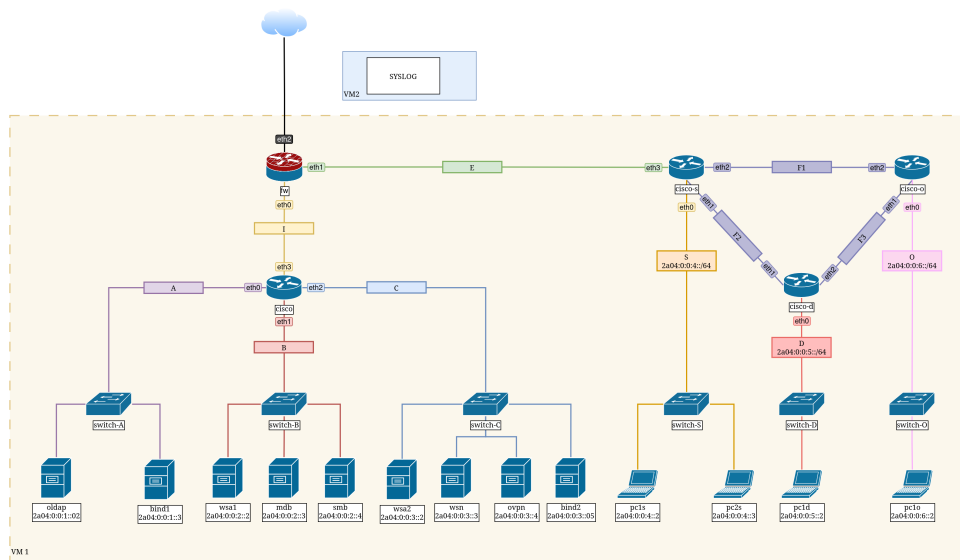 SYSLOG
VM2
eth2
eth1
E
eth3
eth2
F1
eth2
fw
cisco-s
cisco-o
eth0
eth1
eth0
eth1
eth0
I
F2
F3
S
2a04:0:0:4::/64
O
2a04:0:0:6::/64
eth3
eth1
eth2
A
eth0
eth2
C
cisco
cisco-d
eth1
eth0
B
D
2a04:0:0:5::/64
switch-A
switch-B
switch-C
switch-S
switch-D
switch-O
oldap
2a04:0:0:1::02
bind1
2a04:0:0:1::3
wsa1
2a04:0:0:2::2
mdb
2a04:0:0:2::3
smb
2a04:0:0:2::4
wsa2
2a04:0:0:3::2
wsn
2a04:0:0:3::3
ovpn
2a04:0:0:3::4
bind2
2a04:0:0:3::05
pc1s
2a04:0:0:4::2
pc2s
2a04:0:0:4::3
pc1d
2a04:0:0:5::2
pc1o
2a04:0:0:6::2
VM 1